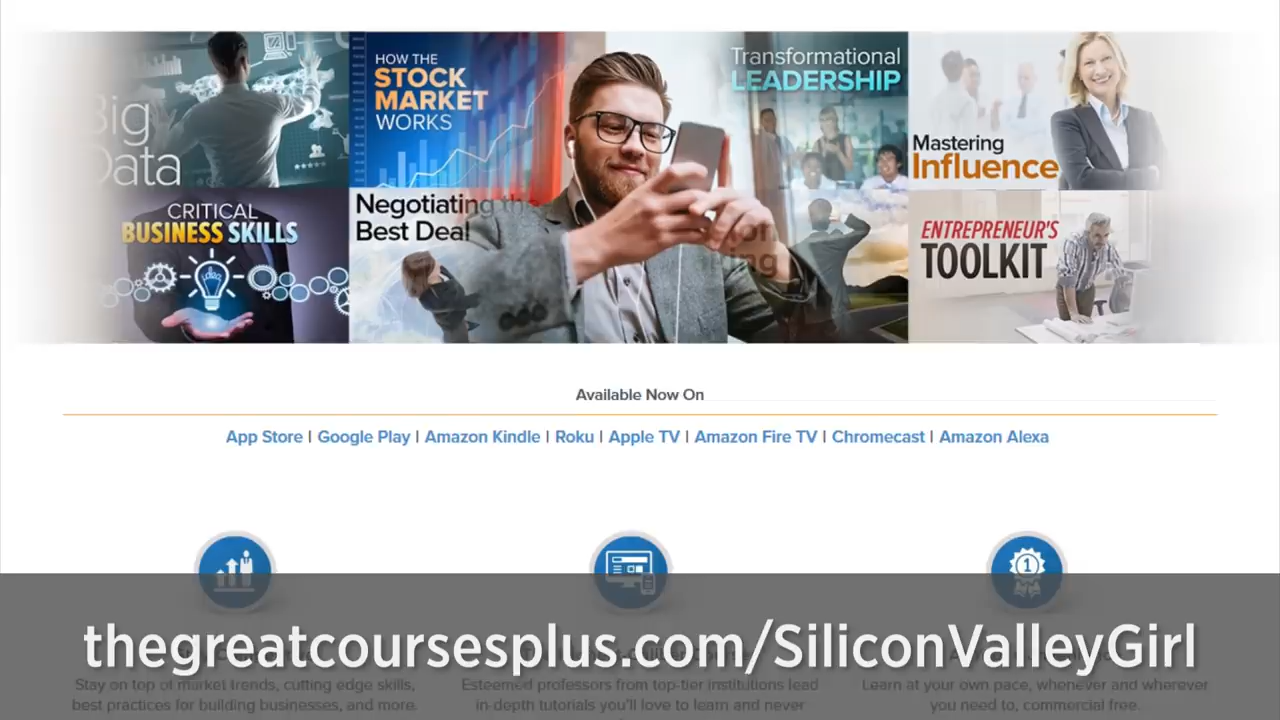 Big
Data
HOW THE
STOCK
MARKET
WORKS
Transformational
LEADERSHIP
Mastering
Influence
CRITICAL
BUSINESS SKILLS
Negotiating the
Best Deal
ENTREPRENEUR'S
TOOLKIT
Available Now On
App Store | Google Play | Amazon Kindle | Roku | Apple TV | Amazon Fire TV | Chromecast | Amazon Alexa
1
thegreatcoursesplus.com/SiliconValleyGirl
Stay on top of market trends, cutting edge skills,
best practices for building businesses, and more.
Esteemed professors from top-tier institutions lead
in-depth tutorials you'll love to learn and never
Learn at your own pace, whenever and wherever
you need to, commercial free.